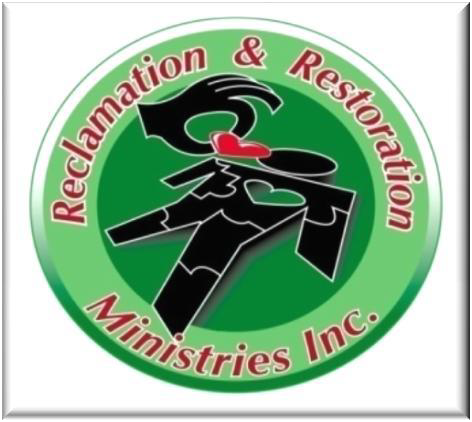 Reclamation & Restoration
Ministries Inc.